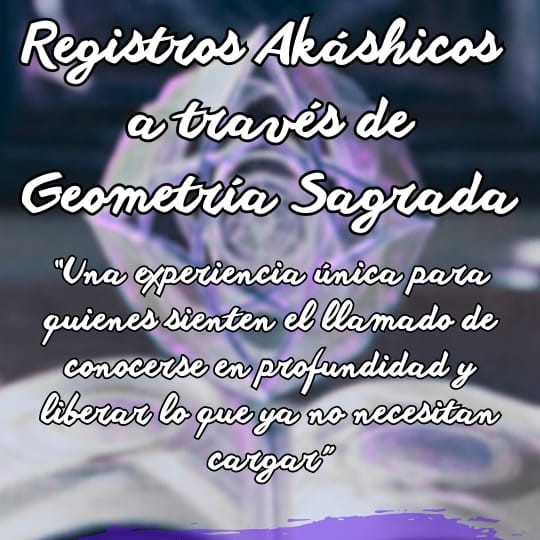 Registros Akáshicos
a través de
Geometría Sagrada
"Una experiencia única para
quienes sienten el llamado de
conocerse en profundidad y
liberar lo que ya no necesitan
cargar"